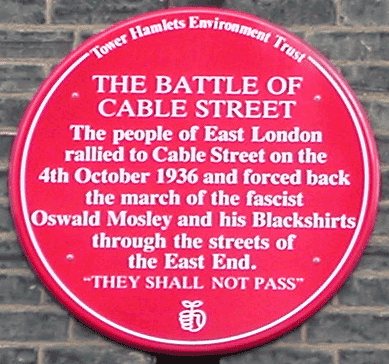 Tower Hamlets Environment Trust
THE BATTLE OF
CABLE STREET
The people of East London
rallied to Cable Street on the
4th October 1936 and forced back
the march of the fascist
Oswald Mosley and his Blackshirts
through the streets of
the East End.
"THEY SHALL NOT PASS"